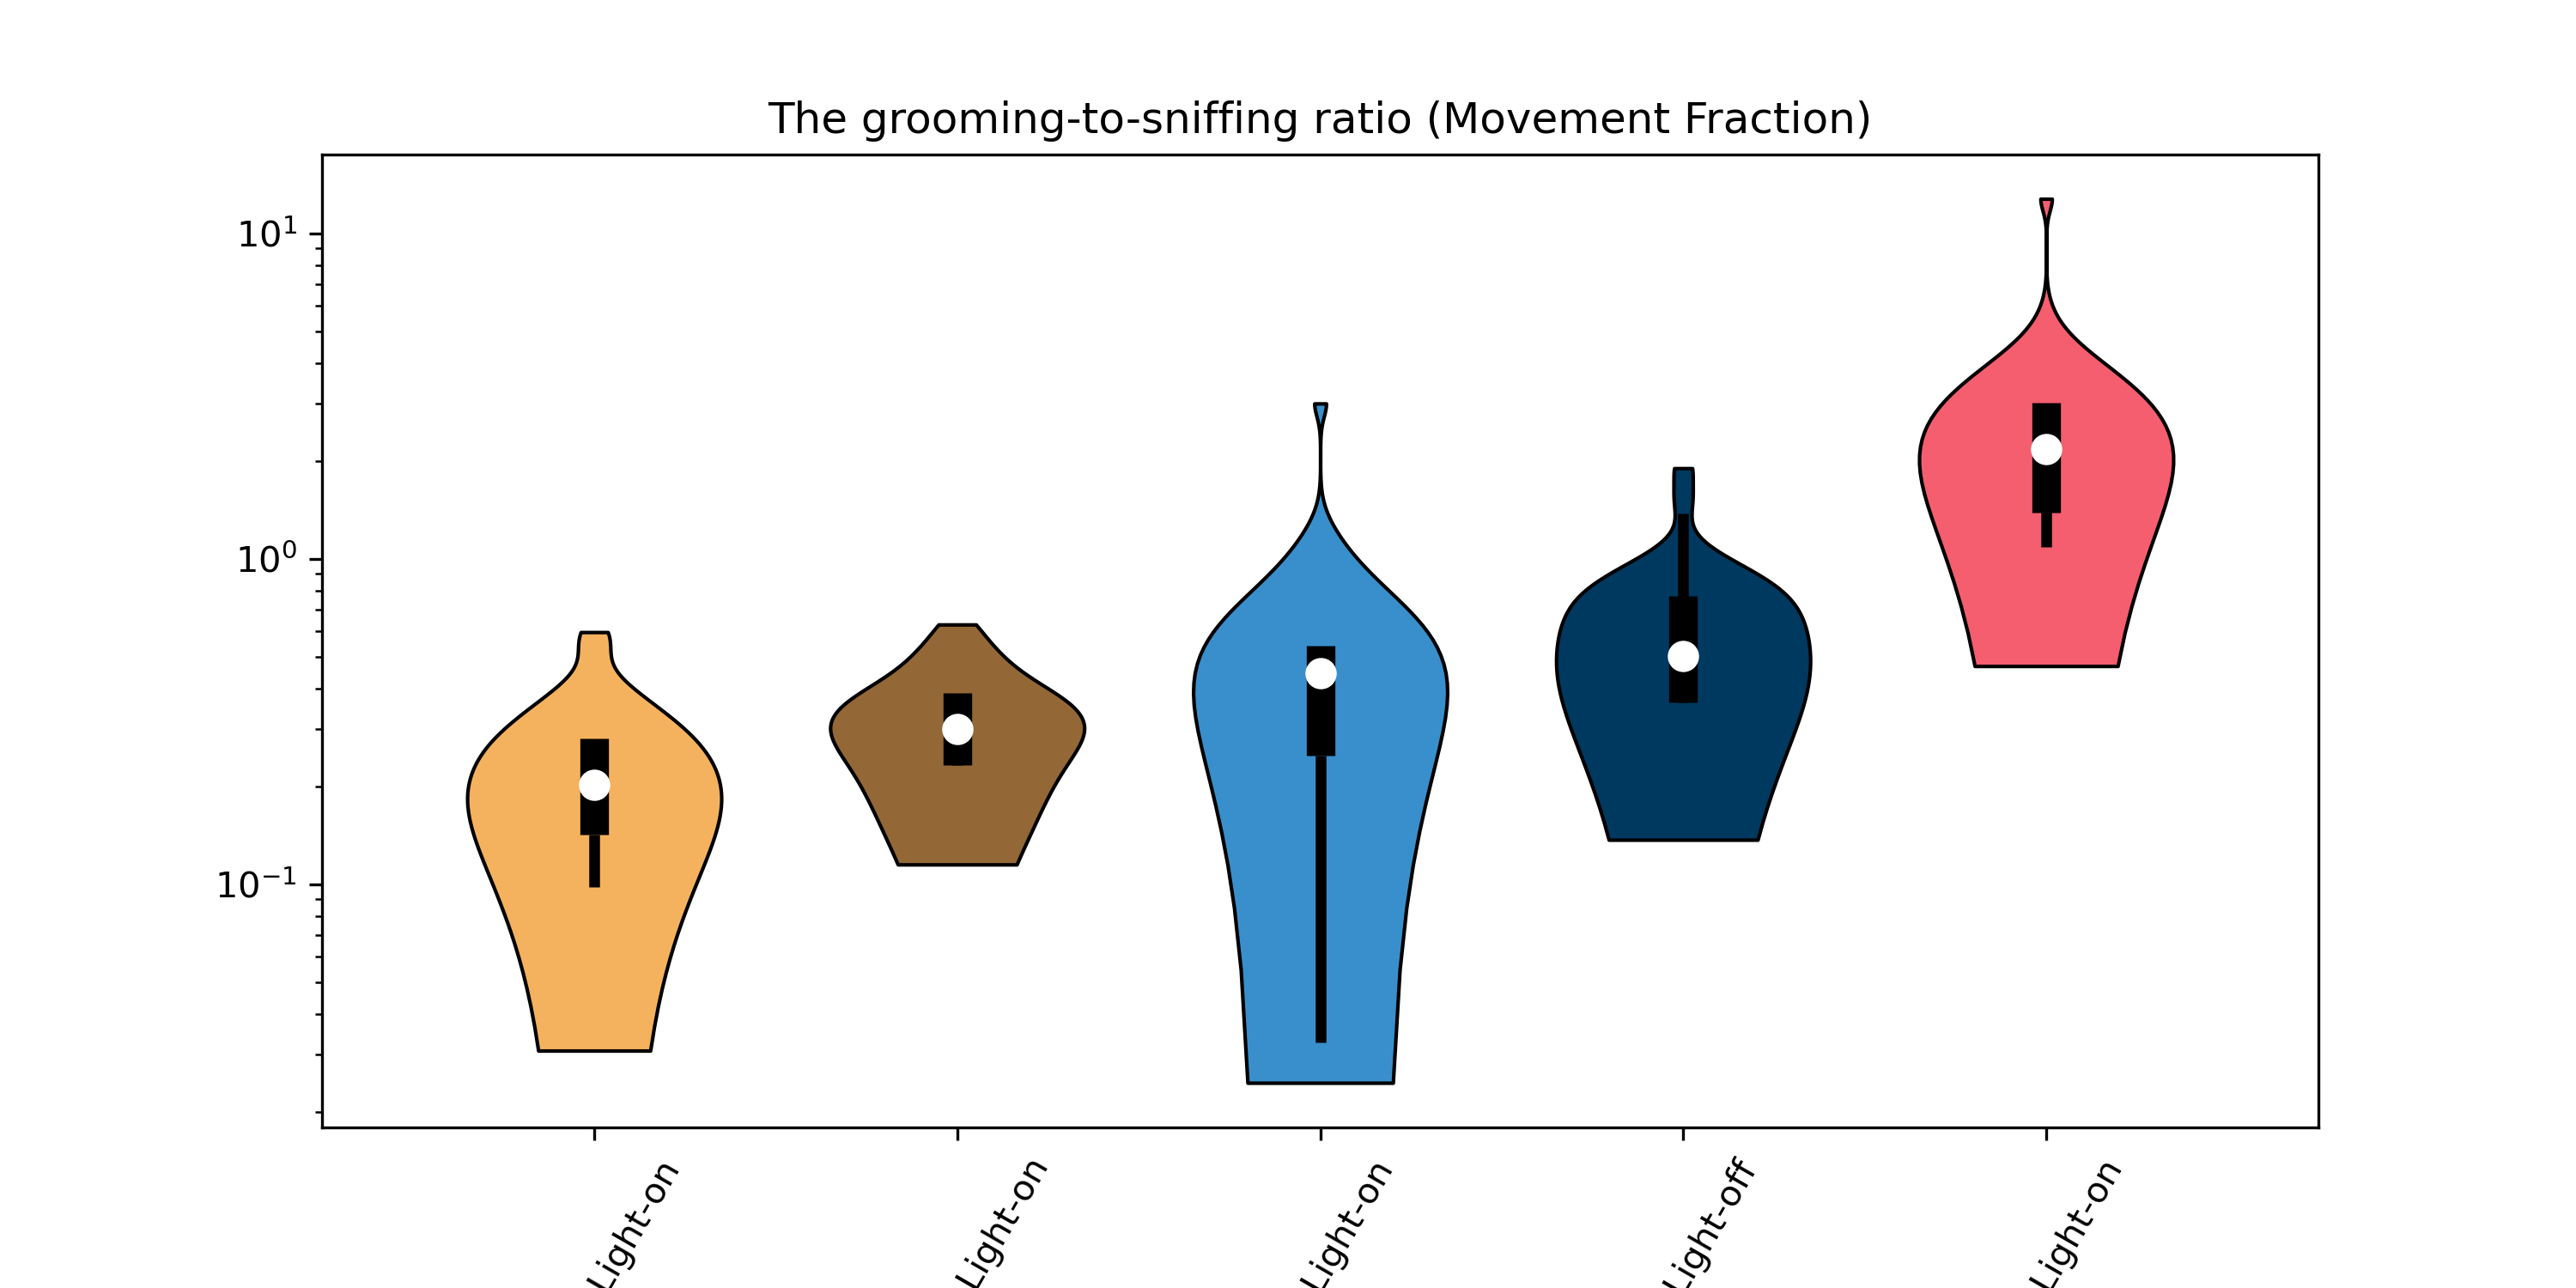 The grooming-to-sniffing ratio (Movement Fraction)
10¹
10⁰
10⁻¹
Light-on
Light-on
Light-on
Light-off
Light-on